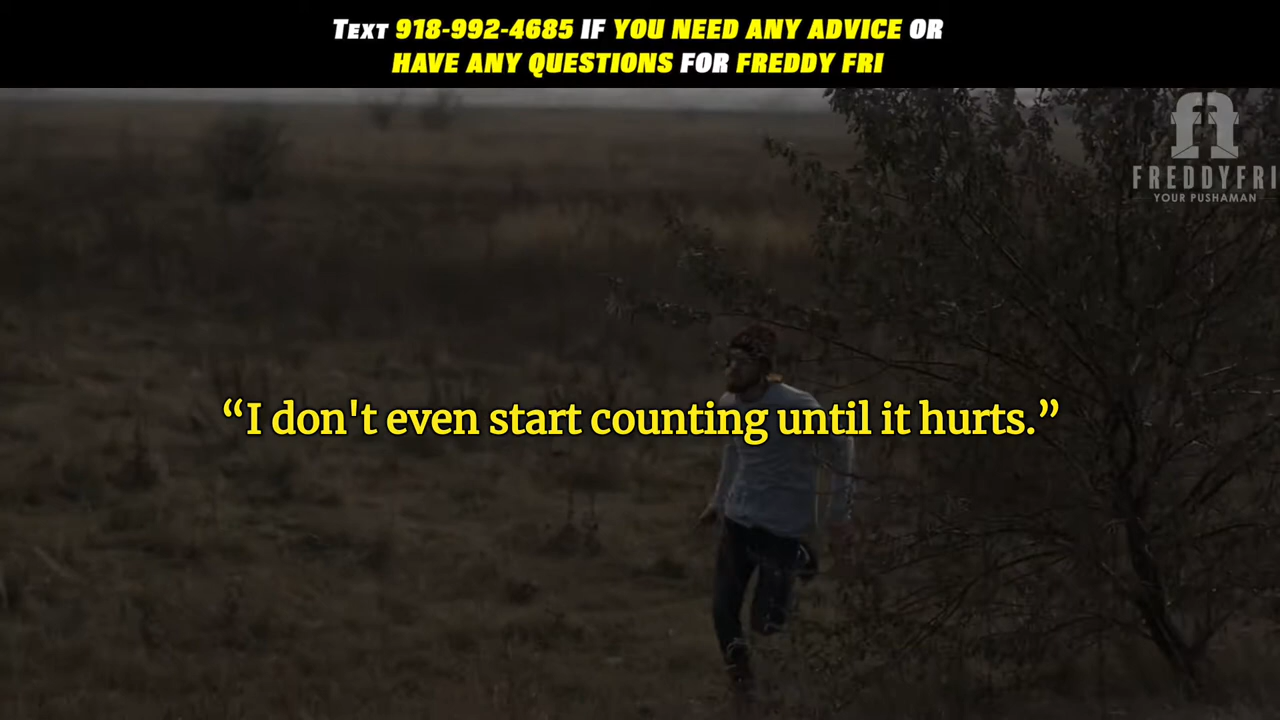 Text 918-992-4685 IF YOU NEED ANY ADVICE OR
HAVE ANY QUESTIONS FOR FREDDY FRI
FREDDYFRI
YOUR PUSHAMAN
“I don't even start counting until it hurts.”